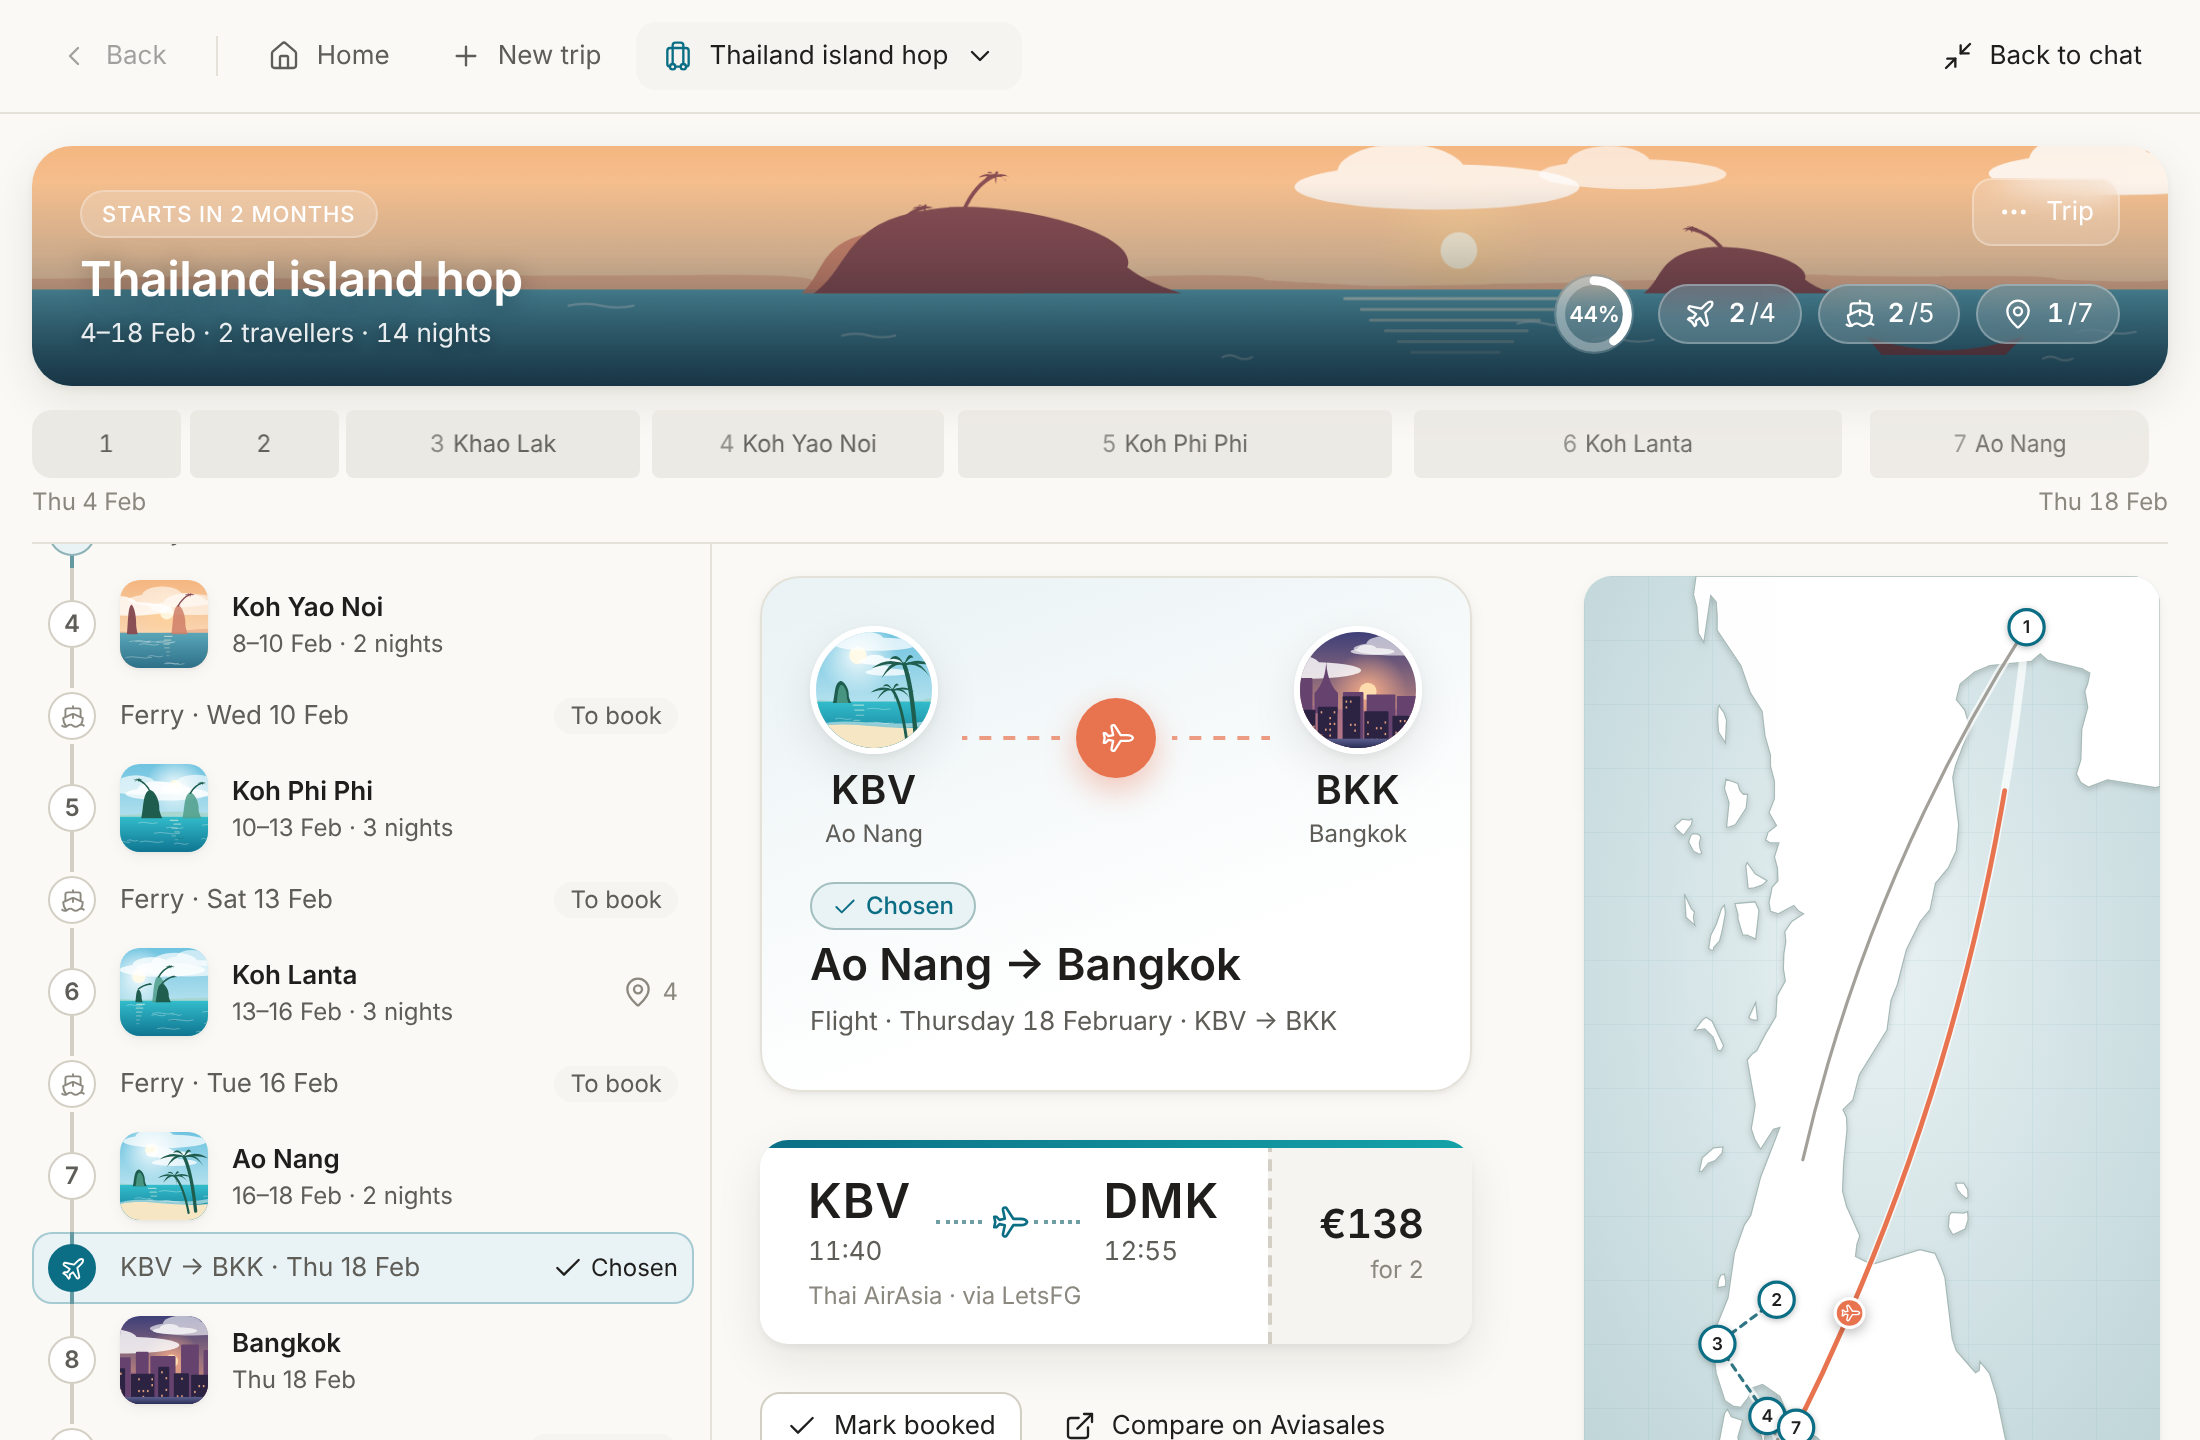 Back
Home
New trip
Thailand island hop
Back to chat
STARTS IN 2 MONTHS
Trip
Thailand island hop
4–18 Feb · 2 travellers · 14 nights
44%
2/4
2/5
1/7
1
2
3 Khao Lak
4 Koh Yao Noi
5 Koh Phi Phi
6 Koh Lanta
7 Ao Nang
Thu 4 Feb
Thu 18 Feb
4
Koh Yao Noi
8–10 Feb · 2 nights
Ferry · Wed 10 Feb
To book
5
Koh Phi Phi
10–13 Feb · 3 nights
Ferry · Sat 13 Feb
To book
6
Koh Lanta
13–16 Feb · 3 nights
4
Ferry · Tue 16 Feb
To book
7
Ao Nang
16–18 Feb · 2 nights
KBV → BKK · Thu 18 Feb
Chosen
8
Bangkok
Thu 18 Feb
KBV
Ao Nang
BKK
Bangkok
Chosen
Ao Nang → Bangkok
Flight · Thursday 18 February · KBV → BKK
KBV
11:40
DMK
12:55
Thai AirAsia · via LetsFG
€138
for 2
Mark booked
Compare on Aviasales
1
2
3
4
7